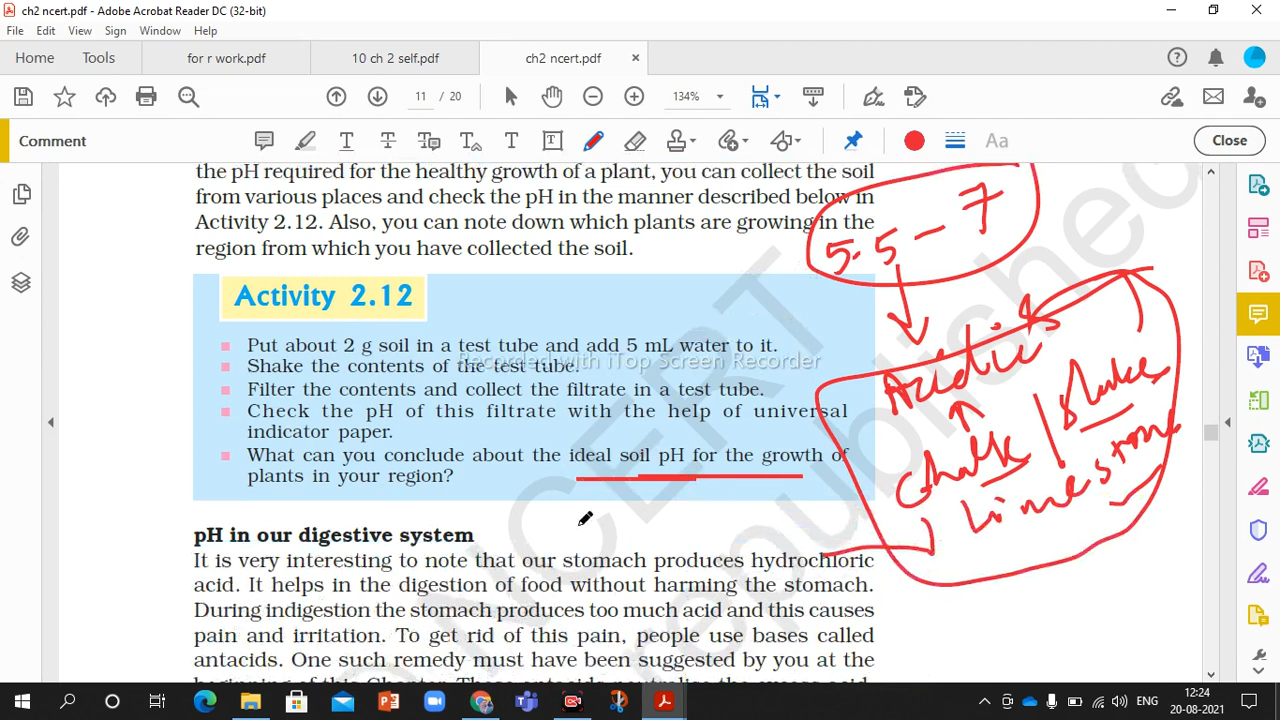 ch2 ncert.pdf - Adobe Acrobat Reader DC (32-bit)
File Edit View Sign Window Help
Home Tools for r work.pdf 10 ch 2 self.pdf ch2 ncert.pdf
11 / 20 134%
Comment Close
the pH required for the healthy growth of a plant, you can collect the soil
from various places and check the pH in the manner described below in
Activity 2.12. Also, you can note down which plants are growing in the
region from which you have collected the soil.
5.5 - 7
Activity 2.12
Put about 2 g soil in a test tube and add 5 mL water to it.
Recorded with iTop Screen Recorder
Shake the contents of the test tube.
Filter the contents and collect the filtrate in a test tube.
Check the pH of this filtrate with the help of universal
indicator paper.
What can you conclude about the ideal soil pH for the growth of
plants in your region?
Acidic
Chalk
Limestone
pH in our digestive system
It is very interesting to note that our stomach produces hydrochloric
acid. It helps in the digestion of food without harming the stomach.
During indigestion the stomach produces too much acid and this causes
pain and irritation. To get rid of this pain, people use bases called
antacids. One such remedy must have been suggested by you at the
NCERT
republished
ENG
12:24
20-08-2021